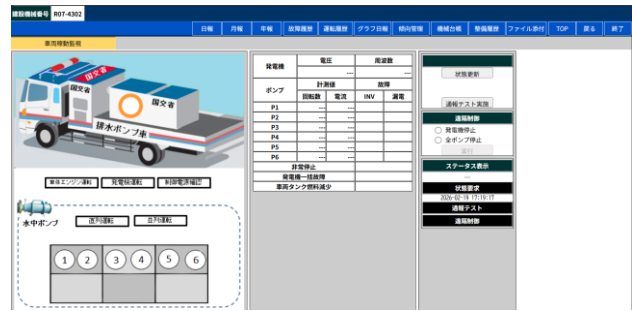 建設機械番号 R07-4302
日報 月報 年報 故障履歴 運転履歴 グラフ日報 傾向管理 機械台帳 整備履歴 ファイル添付 TOP 戻る 終了
車両稼動監視
国交省
国交省
国交省
排水ポンプ車
車体エンジン運転 発電機運転 制御電源確認
水中ポンプ 直列運転 並列運転
1 2 3 4 5 6
発電機 電圧 周波数
--- ---
ポンプ 計測値 故障
回転数 電流 INV 漏電
P1 --- ---
P2 --- ---
P3 --- ---
P4 --- ---
P5 --- ---
P6 --- ---
非常停止
発電機一括故障
車両タンク燃料減少
状態更新
通報テスト実施
遠隔制御
発電機停止
全ポンプ停止
実行
ステータス表示
---
状態要求
2026-02-19 17:19:17
通報テスト
遠隔制御